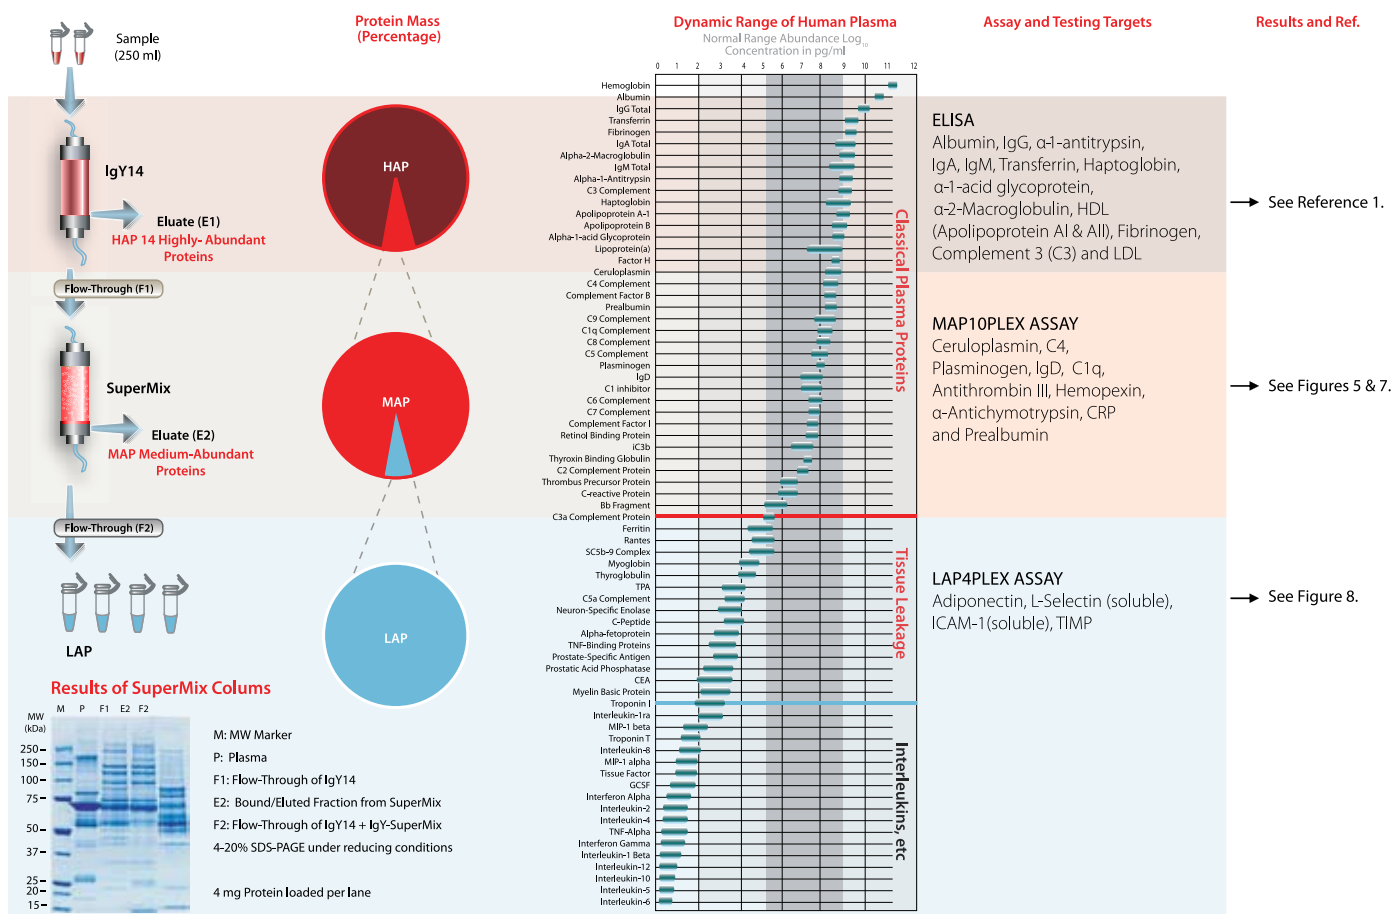 Sample
(250 ml)
IgY14
Eluate (E1)
HAP 14 Highly- Abundant
Proteins
Flow-Through (F1)
SuperMix
Eluate (E2)
MAP Medium-Abundant
Proteins
Flow-Through (F2)
LAP
Protein Mass
(Percentage)
HAP
MAP
LAP
Dynamic Range of Human Plasma
Normal Range Abundance Log10
Concentration in pg/ml
0 1 2 3 4 5 6 7 8 9 10 11 12
Hemoglobin
Albumin
IgG Total
Transferrin
Fibrinogen
IgA Total
Alpha-2-Macroglobulin
IgM Total
Alpha-1-Antitrypsin
C3 Complement
Haptoglobin
Apolipoprotein A-1
Apolipoprotein B
Alpha-1-acid Glycoprotein
Lipoprotein(a)
Factor H
Ceruloplasmin
C4 Complement
Complement Factor B
Prealbumin
C9 Complement
C1q Complement
C8 Complement
C5 Complement
Plasminogen
IgD
C1 inhibitor
C6 Complement
C7 Complement
Complement Factor I
Retinol Binding Protein
iC3b
Thyroxin Binding Globulin
C2 Complement Protein
Thrombus Precursor Protein
C-reactive Protein
Bb Fragment
C3a Complement Protein
Ferritin
Rantes
SC5b-9 Complex
Myoglobin
Thyroglobulin
TPA
C5a Complement
Neuron-Specific Enolase
C-Peptide
Alpha-fetoprotein
TNF-Binding Proteins
Prostate-Specific Antigen
Prostatic Acid Phosphatase
CEA
Myelin Basic Protein
Troponin I
Interleukin-1ra
MIP-1 beta
Troponin T
Interleukin-8
MIP-1 alpha
Tissue Factor
GCSF
Interferon Alpha
Interleukin-2
Interleukin-4
TNF-Alpha
Interferon Gamma
Interleukin-1 Beta
Interleukin-12
Interleukin-10
Interleukin-5
Interleukin-6
Classical Plasma Proteins
Tissue Leakage
Interleukins, etc
Assay and Testing Targets
ELISA
Albumin, IgG, α-1-antitrypsin,
IgA, IgM, Transferrin, Haptoglobin,
α-1-acid glycoprotein,
α-2-Macroglobulin, HDL
(Apolipoprotein AI & AII), Fibrinogen,
Complement 3 (C3) and LDL
MAP10PLEX ASSAY
Ceruloplasmin, C4,
Plasminogen, IgD, C1q,
Antithrombin III, Hemopexin,
α-Antichymotrypsin, CRP
and Prealbumin
LAP4PLEX ASSAY
Adiponectin, L-Selectin (soluble),
ICAM-1(soluble), TIMP
Results and Ref.
See Reference 1.
See Figures 5 & 7.
See Figure 8.
Results of SuperMix Colums
M P F1 E2 F2
MW
(kDa)
250
150
100
75
50
37
25
20
15
M: MW Marker
P: Plasma
F1: Flow-Through of IgY14
E2: Bound/Eluted Fraction from SuperMix
F2: Flow-Through of IgY14 + IgY-SuperMix
4-20% SDS-PAGE under reducing conditions
4 mg Protein loaded per lane